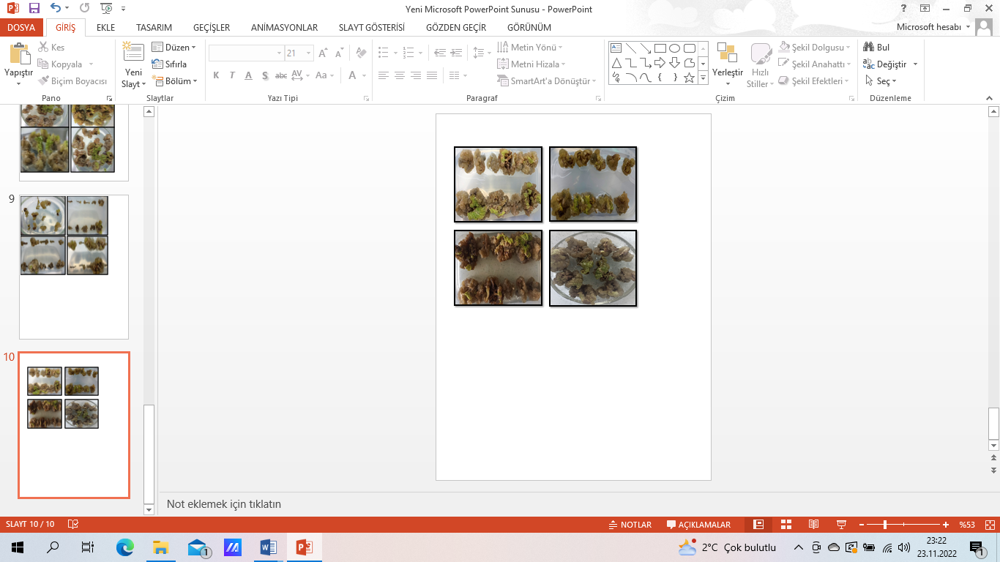 Yeni Microsoft PowerPoint Sunusu - PowerPoint
?
DOSYA GİRİŞ EKLE TASARIM GEÇİŞLER ANİMASYONLAR SLAYT GÖSTERİSİ GÖZDEN GEÇİR GÖRÜNÜM Microsoft hesabı
Yapıştır
Kes
Kopyala
Biçim Boyacısı
Pano
Yeni
Slayt
Düzen
Sıfırla
Bölüm
Slaytlar
21
K T A S abc AV Aa A
Yazı Tipi
Metin Yönü
Metni Hizala
SmartArt'a Dönüştür
Paragraf
Yerleştir
Hızlı
Stiller
Şekil Dolgusu
Şekil Anahattı
Şekil Efektleri
Çizim
Bul
Değiştir
Seç
Düzenleme
9
10
Not eklemek için tıklatın
SLAYT 10 / 10 NOTLAR AÇIKLAMALAR %53
1
2°C Çok bulutlu
23:22
23.11.2022
1